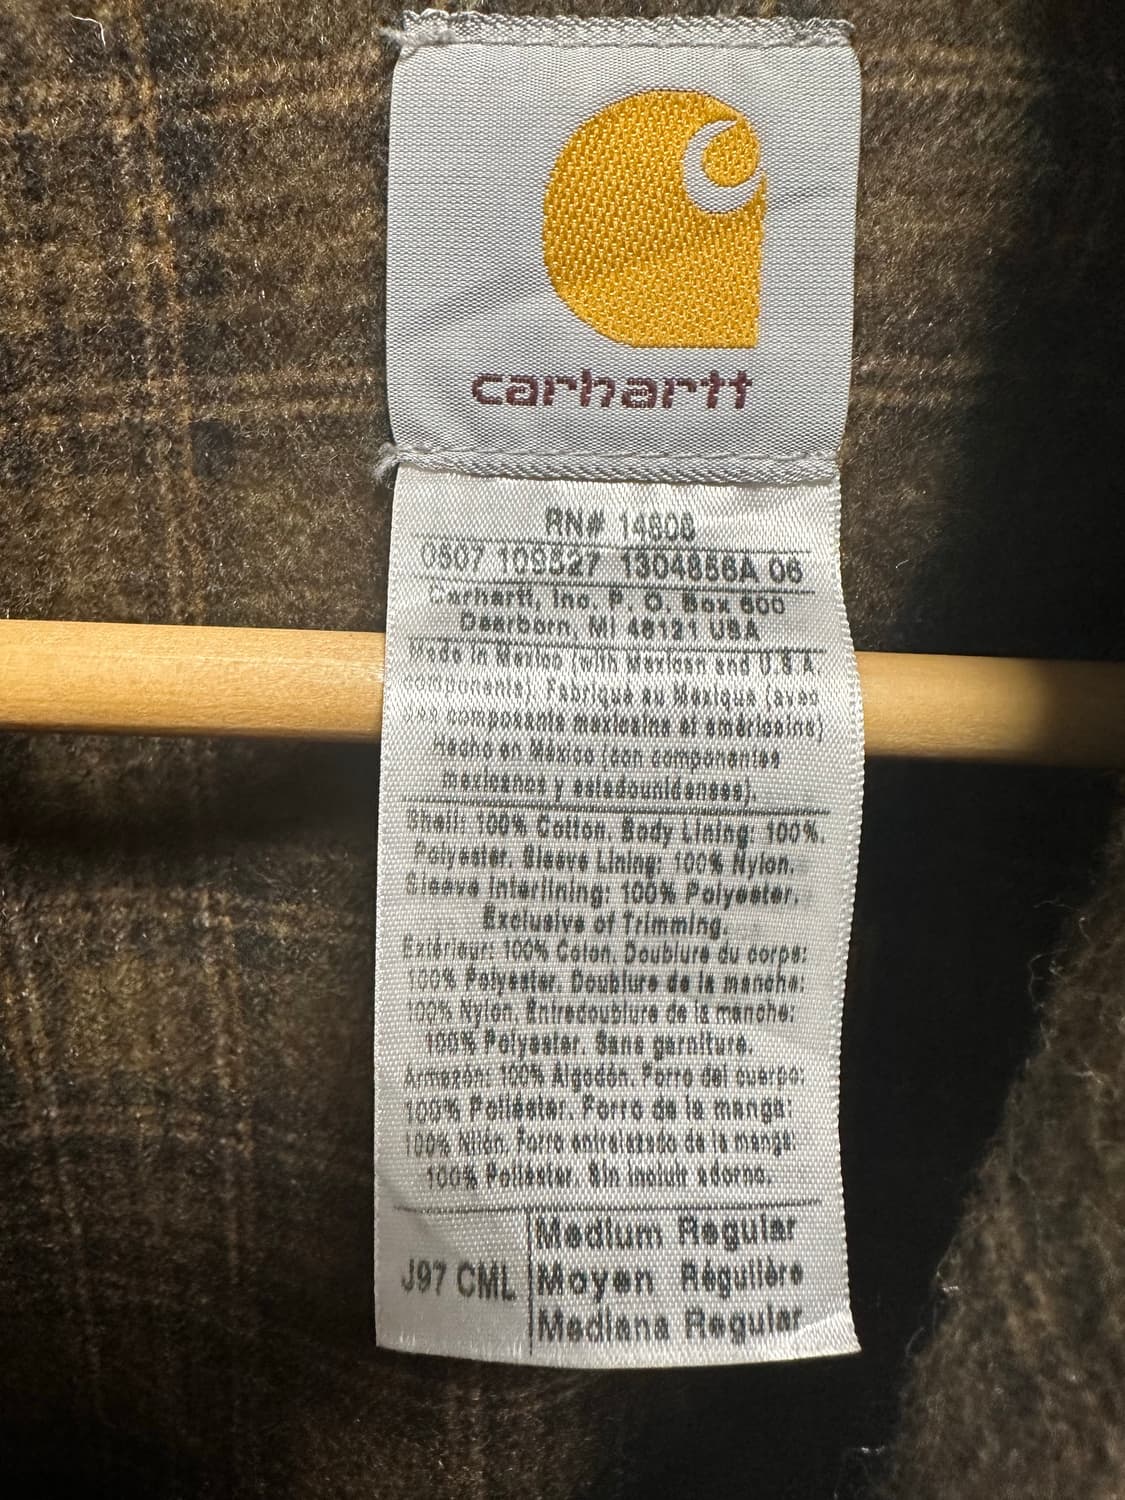 carhartt
RN# 14806
0607 109527 1304856A 06
Carhartt, Inc. P. O. Box 600
Dearborn, MI 48121 USA
Made in Mexico (with Mexican and U.S.A.
components). Fabriqué au Mexique (avec
des composants mexicains et américains)
Hecho en México (con componentes
mexicanos y estadounidenses).
Shell: 100% Cotton. Body Lining: 100%.
Polyester. Sleeve Lining: 100% Nylon.
Sleeve Interlining: 100% Polyester.
Exclusive of Trimming.
Extérieur: 100% Coton. Doublure du corps:
100% Polyester. Doublure de la manche:
100% Nylon. Entredoublure de la manche:
100% Polyester. Sans garniture.
Armazón: 100% Algodón. Forro del cuerpo:
100% Poliéster. Forro de la manga:
100% Nilón. Forro entrelazado de la manga:
100% Poliéster. Sin incluir adorno.
J97 CML
Medium Regular
Moyen Régulière
Mediana Regular